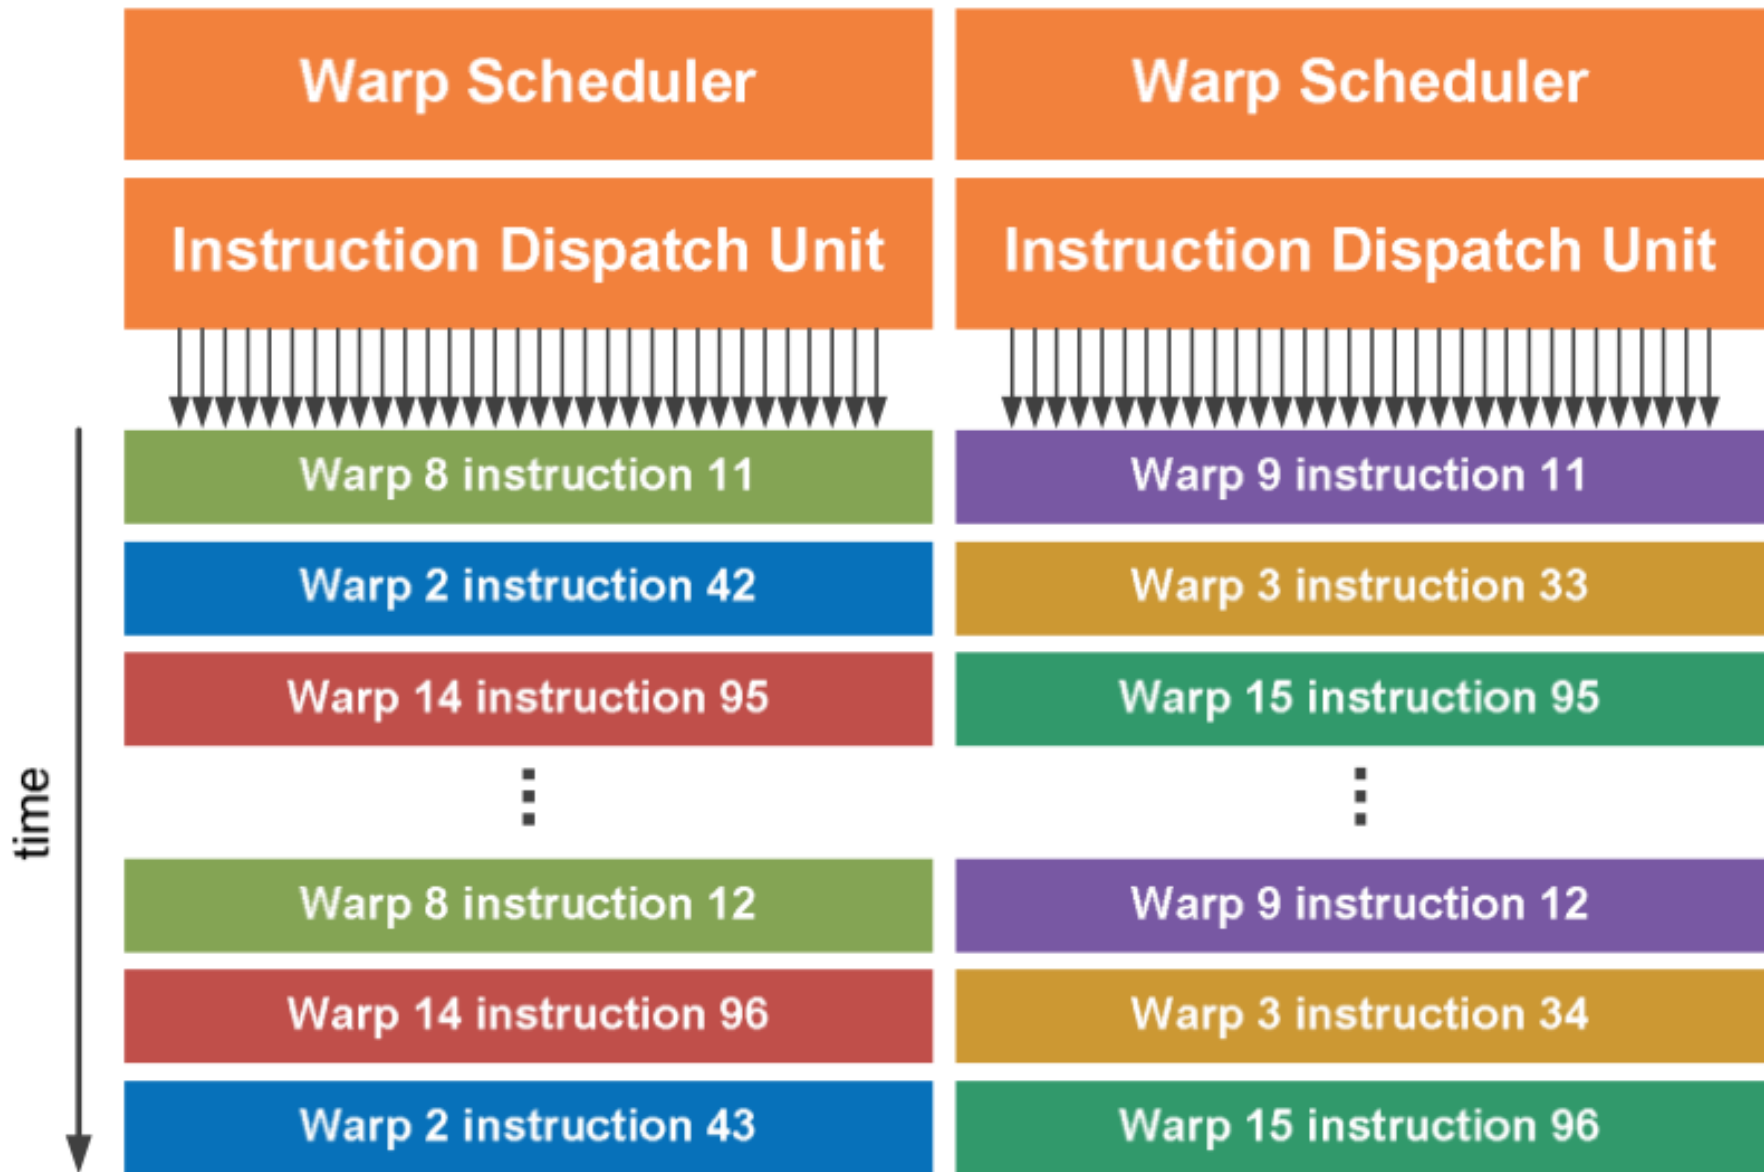 Warp Scheduler
Warp Scheduler
Instruction Dispatch Unit
Instruction Dispatch Unit
Warp 8 instruction 11
Warp 9 instruction 11
Warp 2 instruction 42
Warp 3 instruction 33
Warp 14 instruction 95
Warp 15 instruction 95
time
Warp 8 instruction 12
Warp 9 instruction 12
Warp 14 instruction 96
Warp 3 instruction 34
Warp 2 instruction 43
Warp 15 instruction 96